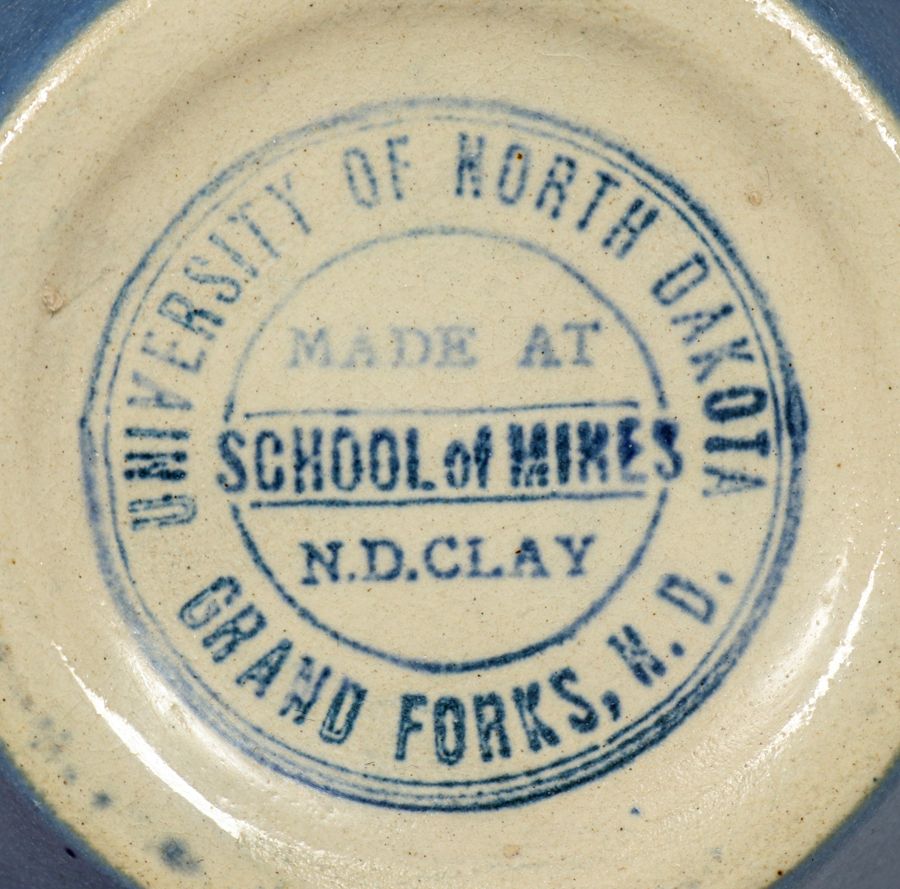 UNIVERSITY OF NORTH DAKOTA
MADE AT
SCHOOL of MINES
N.D.CLAY
GRAND FORKS, N. D.